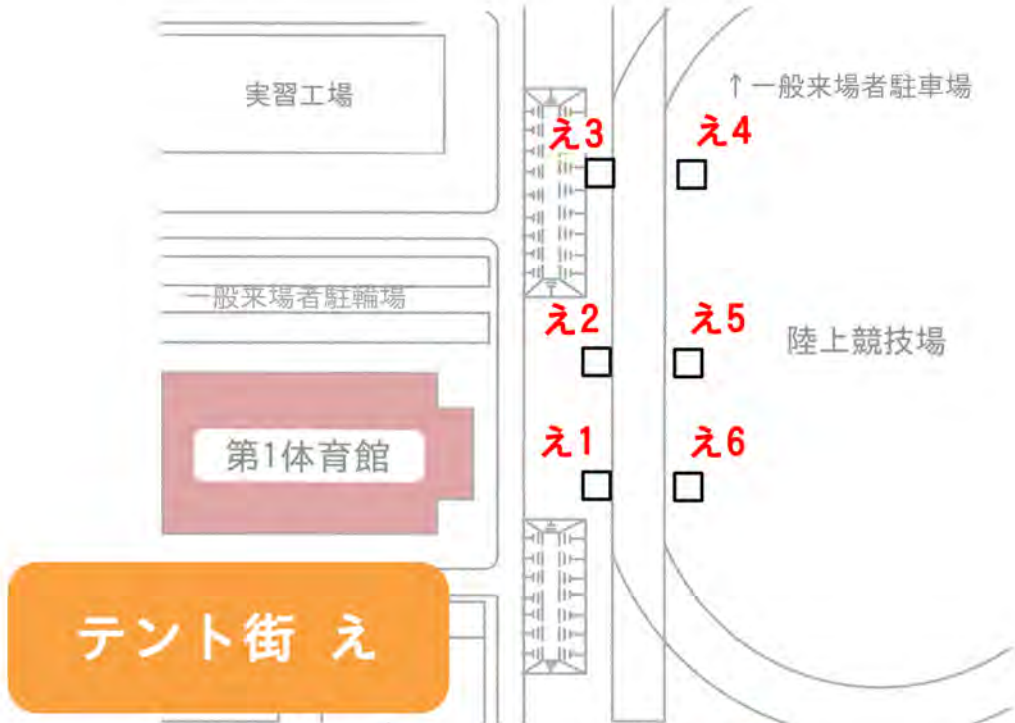 実習工場
↑一般来場者駐車場
え3
え4
一般来場者駐輪場
え2
え5
陸上競技場
え1
え6
第1体育館
テント街 え